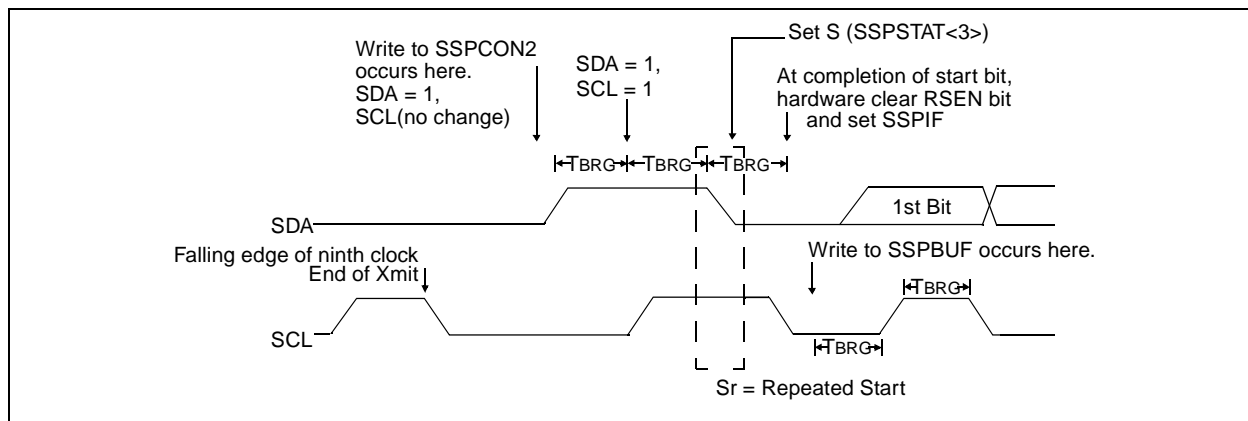 Set S (SSPSTAT<3>)
Write to SSPCON2
occurs here.
SDA = 1,
SCL(no change)
SDA = 1,
SCL = 1
At completion of start bit,
hardware clear RSEN bit
and set SSPIF
TBRG
TBRG
TBRG
SDA
1st Bit
Falling edge of ninth clock
End of Xmit
Write to SSPBUF occurs here.
TBRG
SCL
TBRG
Sr = Repeated Start